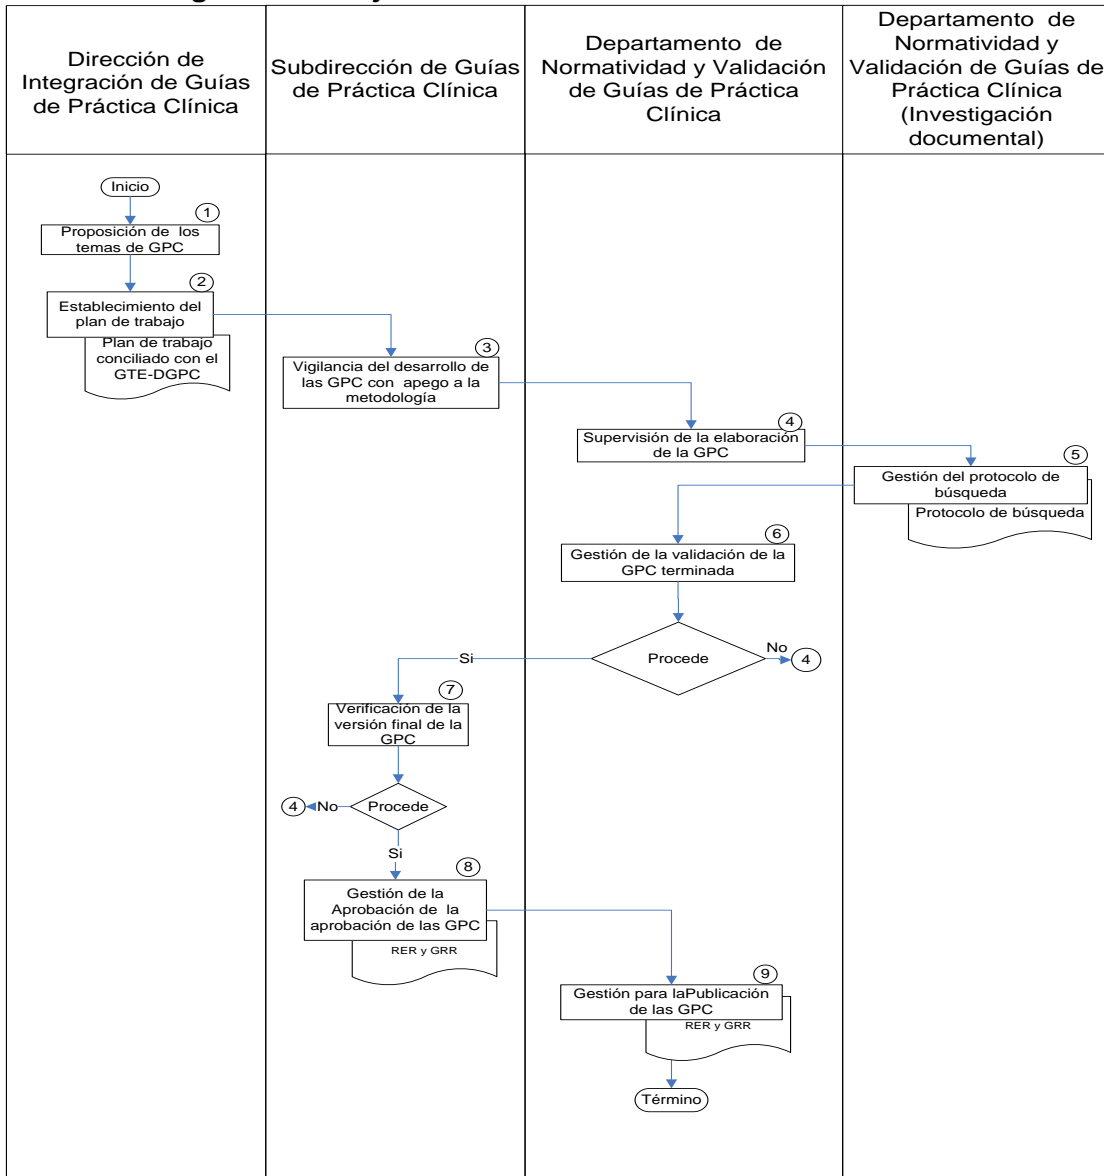 Dirección de
Integración de Guías
de Práctica Clínica
Subdirección de Guías
de Práctica Clínica
Departamento de
Normatividad y Validación
de Guías de Práctica
Clínica
Departamento de
Normatividad y
Validación de Guías de
Práctica Clínica
(Investigación
documental)
Inicio
1
Proposición de los
temas de GPC
2
Establecimiento del
plan de trabajo
Plan de trabajo
conciliado con el
GTE-DGPC
3
Vigilancia del desarrollo de
las GPC con apego a la
metodología
4
Supervisión de la elaboración
de la GPC
5
Gestión del protocolo de
búsqueda
Protocolo de búsqueda
6
Gestión de la validación de la
GPC terminada
Procede
No
4
Si
7
Verificación de la
versión final de la
GPC
Procede
No
4
Si
8
Gestión de la
Aprobación de la
aprobación de las GPC
RER y GRR
9
Gestión para laPublicación
de las GPC
RER y GRR
Término